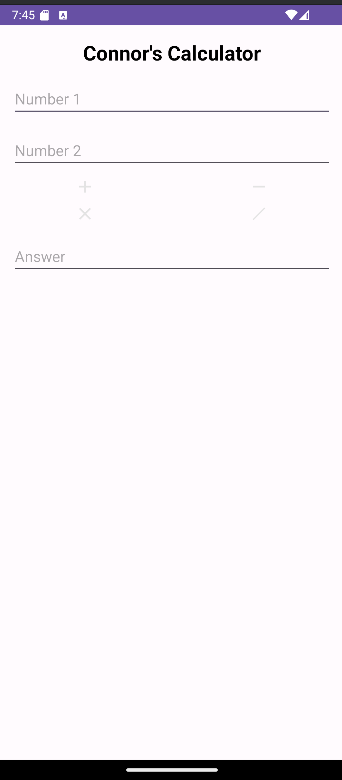 7:45
Connor's Calculator
Number 1
Number 2
+ −
× /
Answer